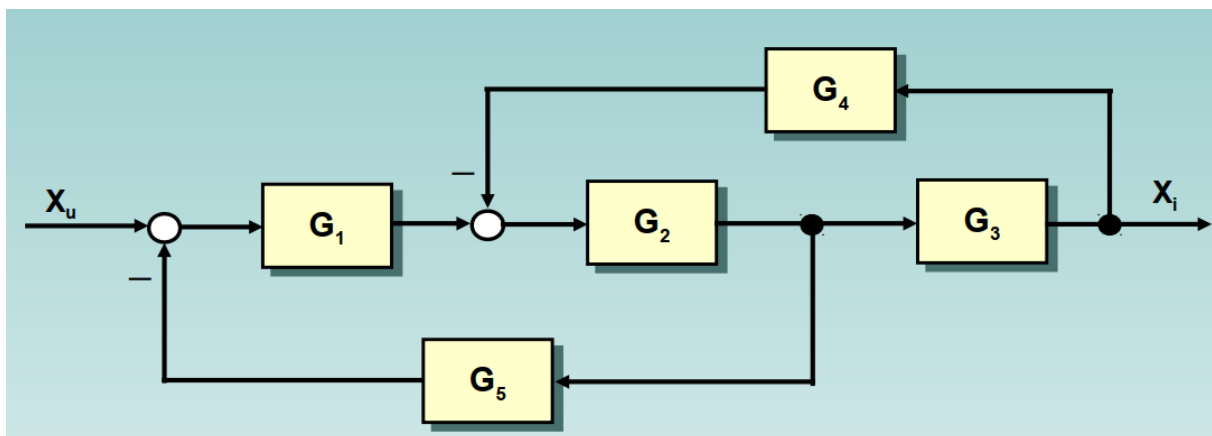 G₄
–
Xᵤ
G₁
G₂
G₃
Xᵢ
–
G₅